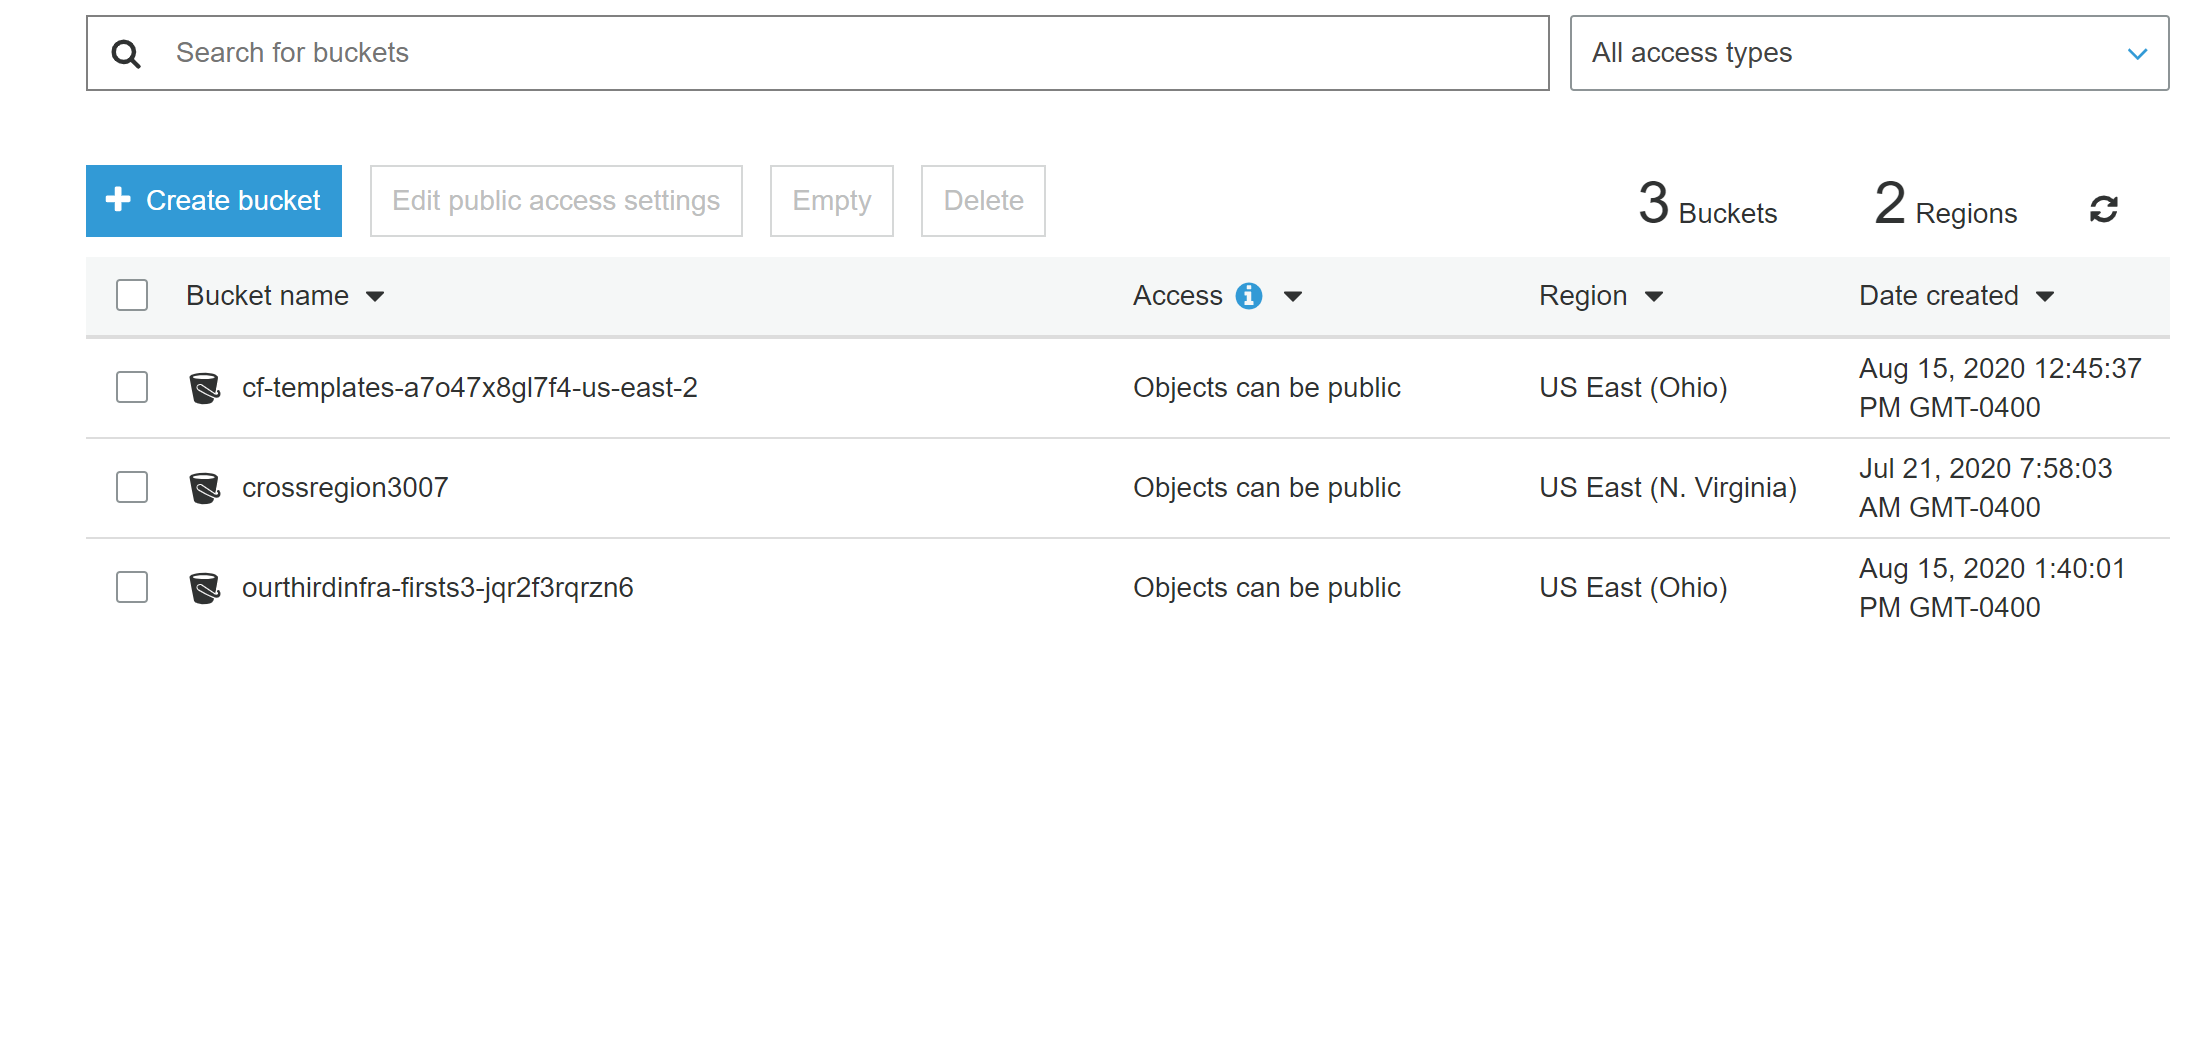 Search for buckets
All access types
Create bucket
Edit public access settings
Empty
Delete
3 Buckets
2 Regions
Bucket name
Access
Region
Date created
cf-templates-a7o47x8gl7f4-us-east-2
Objects can be public
US East (Ohio)
Aug 15, 2020 12:45:37
PM GMT-0400
crossregion3007
Objects can be public
US East (N. Virginia)
Jul 21, 2020 7:58:03
AM GMT-0400
ourthirdinfra-firsts3-jqr2f3rqrzn6
Objects can be public
US East (Ohio)
Aug 15, 2020 1:40:01
PM GMT-0400